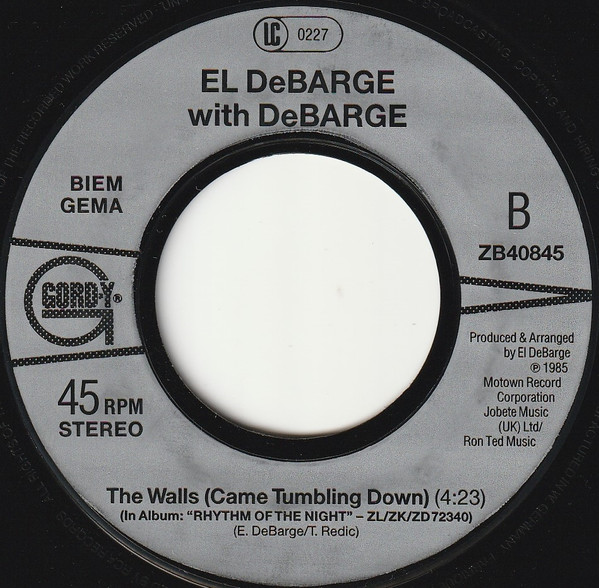 LC 0227
EL DeBARGE
with DeBARGE
BIEM
GEMA
B
ZB40845
GORD-Y®
Produced & Arranged
by El DeBarge
℗ 1985
Motown Record
Corporation
Jobete Music
(UK) Ltd/
Ron Ted Music
45 RPM
STEREO
The Walls (Came Tumbling Down) (4:23)
(In Album: “RHYTHM OF THE NIGHT” – ZL/ZK/ZD72340)
(E. DeBarge/T. Redic)